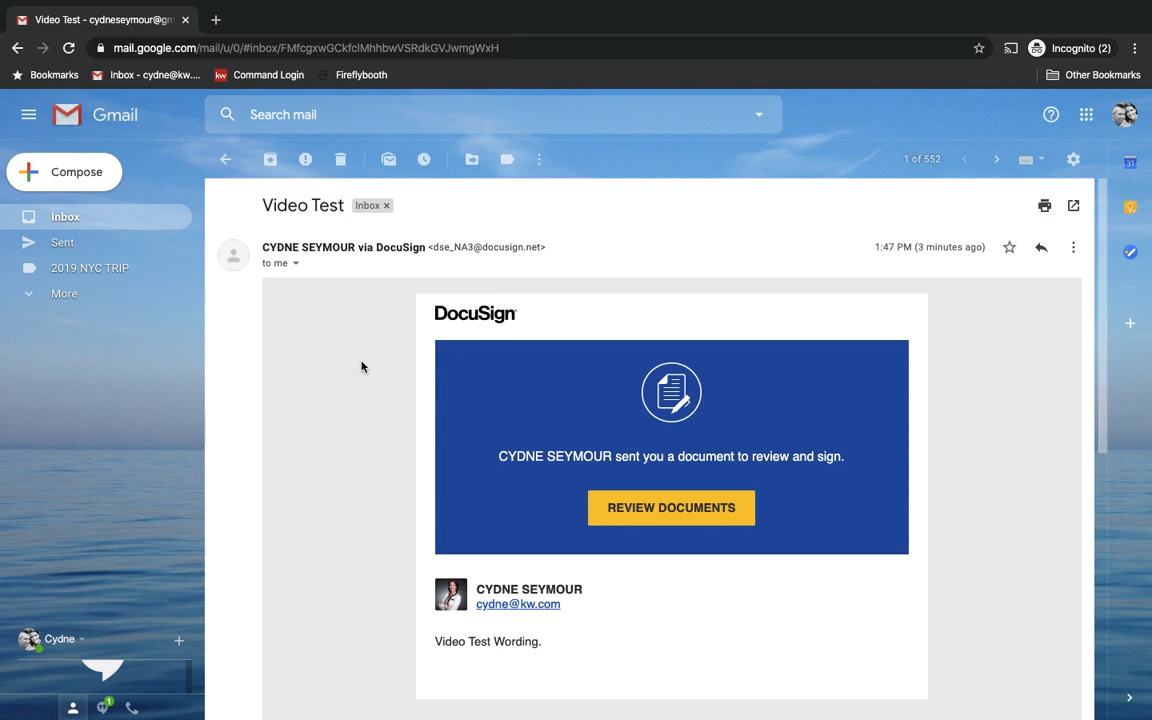 Video Test - cydneseymour@gm
mail.google.com/mail/u/0/#inbox/FMfcgxwGCkfclMhhbwVSRdkGVJwmgWxH
Incognito (2)
Bookmarks
Inbox - cydne@kw....
kw
Command Login
Fireflybooth
Other Bookmarks
Gmail
Search mail
Compose
1 of 552
31
Inbox
Sent
2019 NYC TRIP
More
Video Test
Inbox ×
CYDNE SEYMOUR via DocuSign <dse_NA3@docusign.net>
1:47 PM (3 minutes ago)
to me
DocuSign
CYDNE SEYMOUR sent you a document to review and sign.
REVIEW DOCUMENTS
CYDNE SEYMOUR
cydne@kw.com
Video Test Wording.
Cydne
1